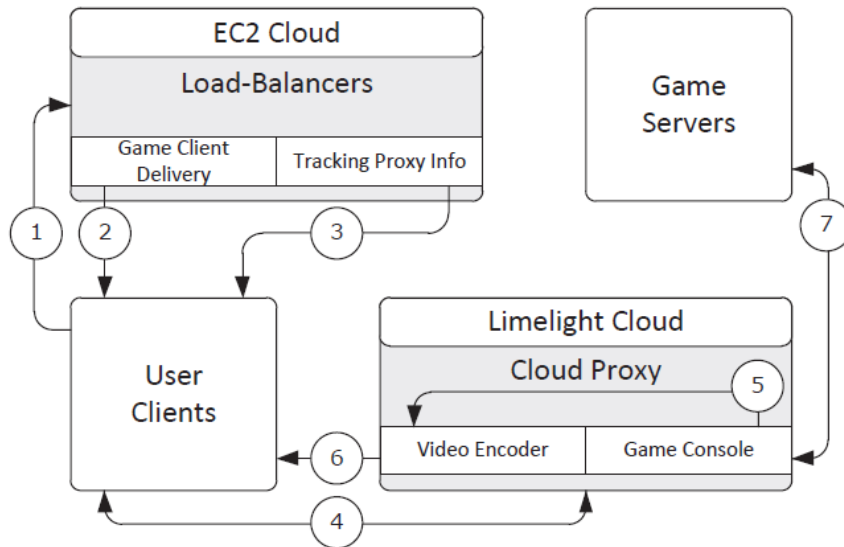 EC2 Cloud
Load-Balancers
Game Client
Delivery
Tracking Proxy Info
Game
Servers
1
2
3
7
User
Clients
Limelight Cloud
Cloud Proxy
5
Video Encoder
Game Console
6
4